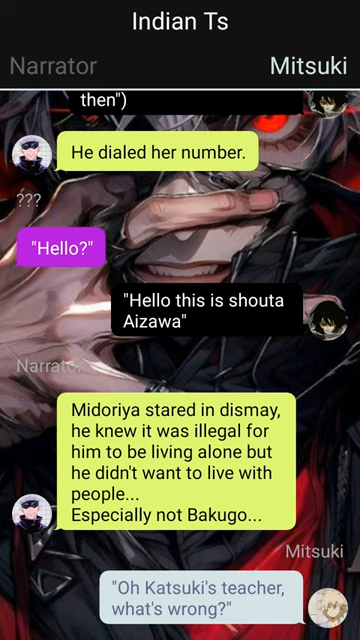 Indian Ts
Narrator
Mitsuki
then")
He dialed her number.
???
"Hello?"
"Hello this is shouta
Aizawa"
Narrator
Midoriya stared in dismay,
he knew it was illegal for
him to be living alone but
he didn't want to live with
people...
Especially not Bakugo...
Mitsuki
"Oh Katsuki's teacher,
what's wrong?"